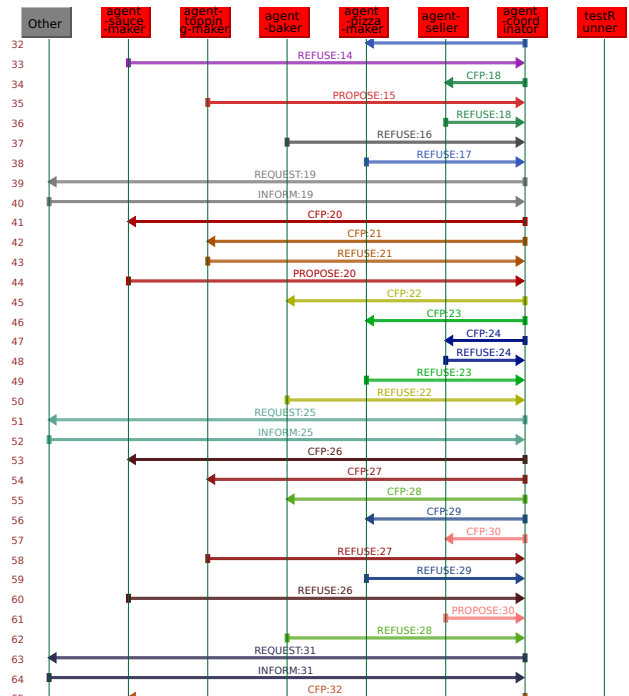 Other
agent
-sauce
-maker
agent-
toppin
g-maker
agent
-baker
agent
-pizza
-maker
agent-
seller
agent
-coord
inator
testR
unner
32
33 REFUSE:14
34 CFP:18
35 PROPOSE:15
36 REFUSE:18
37 REFUSE:16
38 REFUSE:17
39 REQUEST:19
40 INFORM:19
41 CFP:20
42 CFP:21
43 REFUSE:21
44 PROPOSE:20
45 CFP:22
46 CFP:23
47 CFP:24
48 REFUSE:24
49 REFUSE:23
50 REFUSE:22
51 REQUEST:25
52 INFORM:25
53 CFP:26
54 CFP:27
55 CFP:28
56 CFP:29
57 CFP:30
58 REFUSE:27
59 REFUSE:29
60 REFUSE:26
61 PROPOSE:30
62 REFUSE:28
63 REQUEST:31
64 INFORM:31
CFP:32